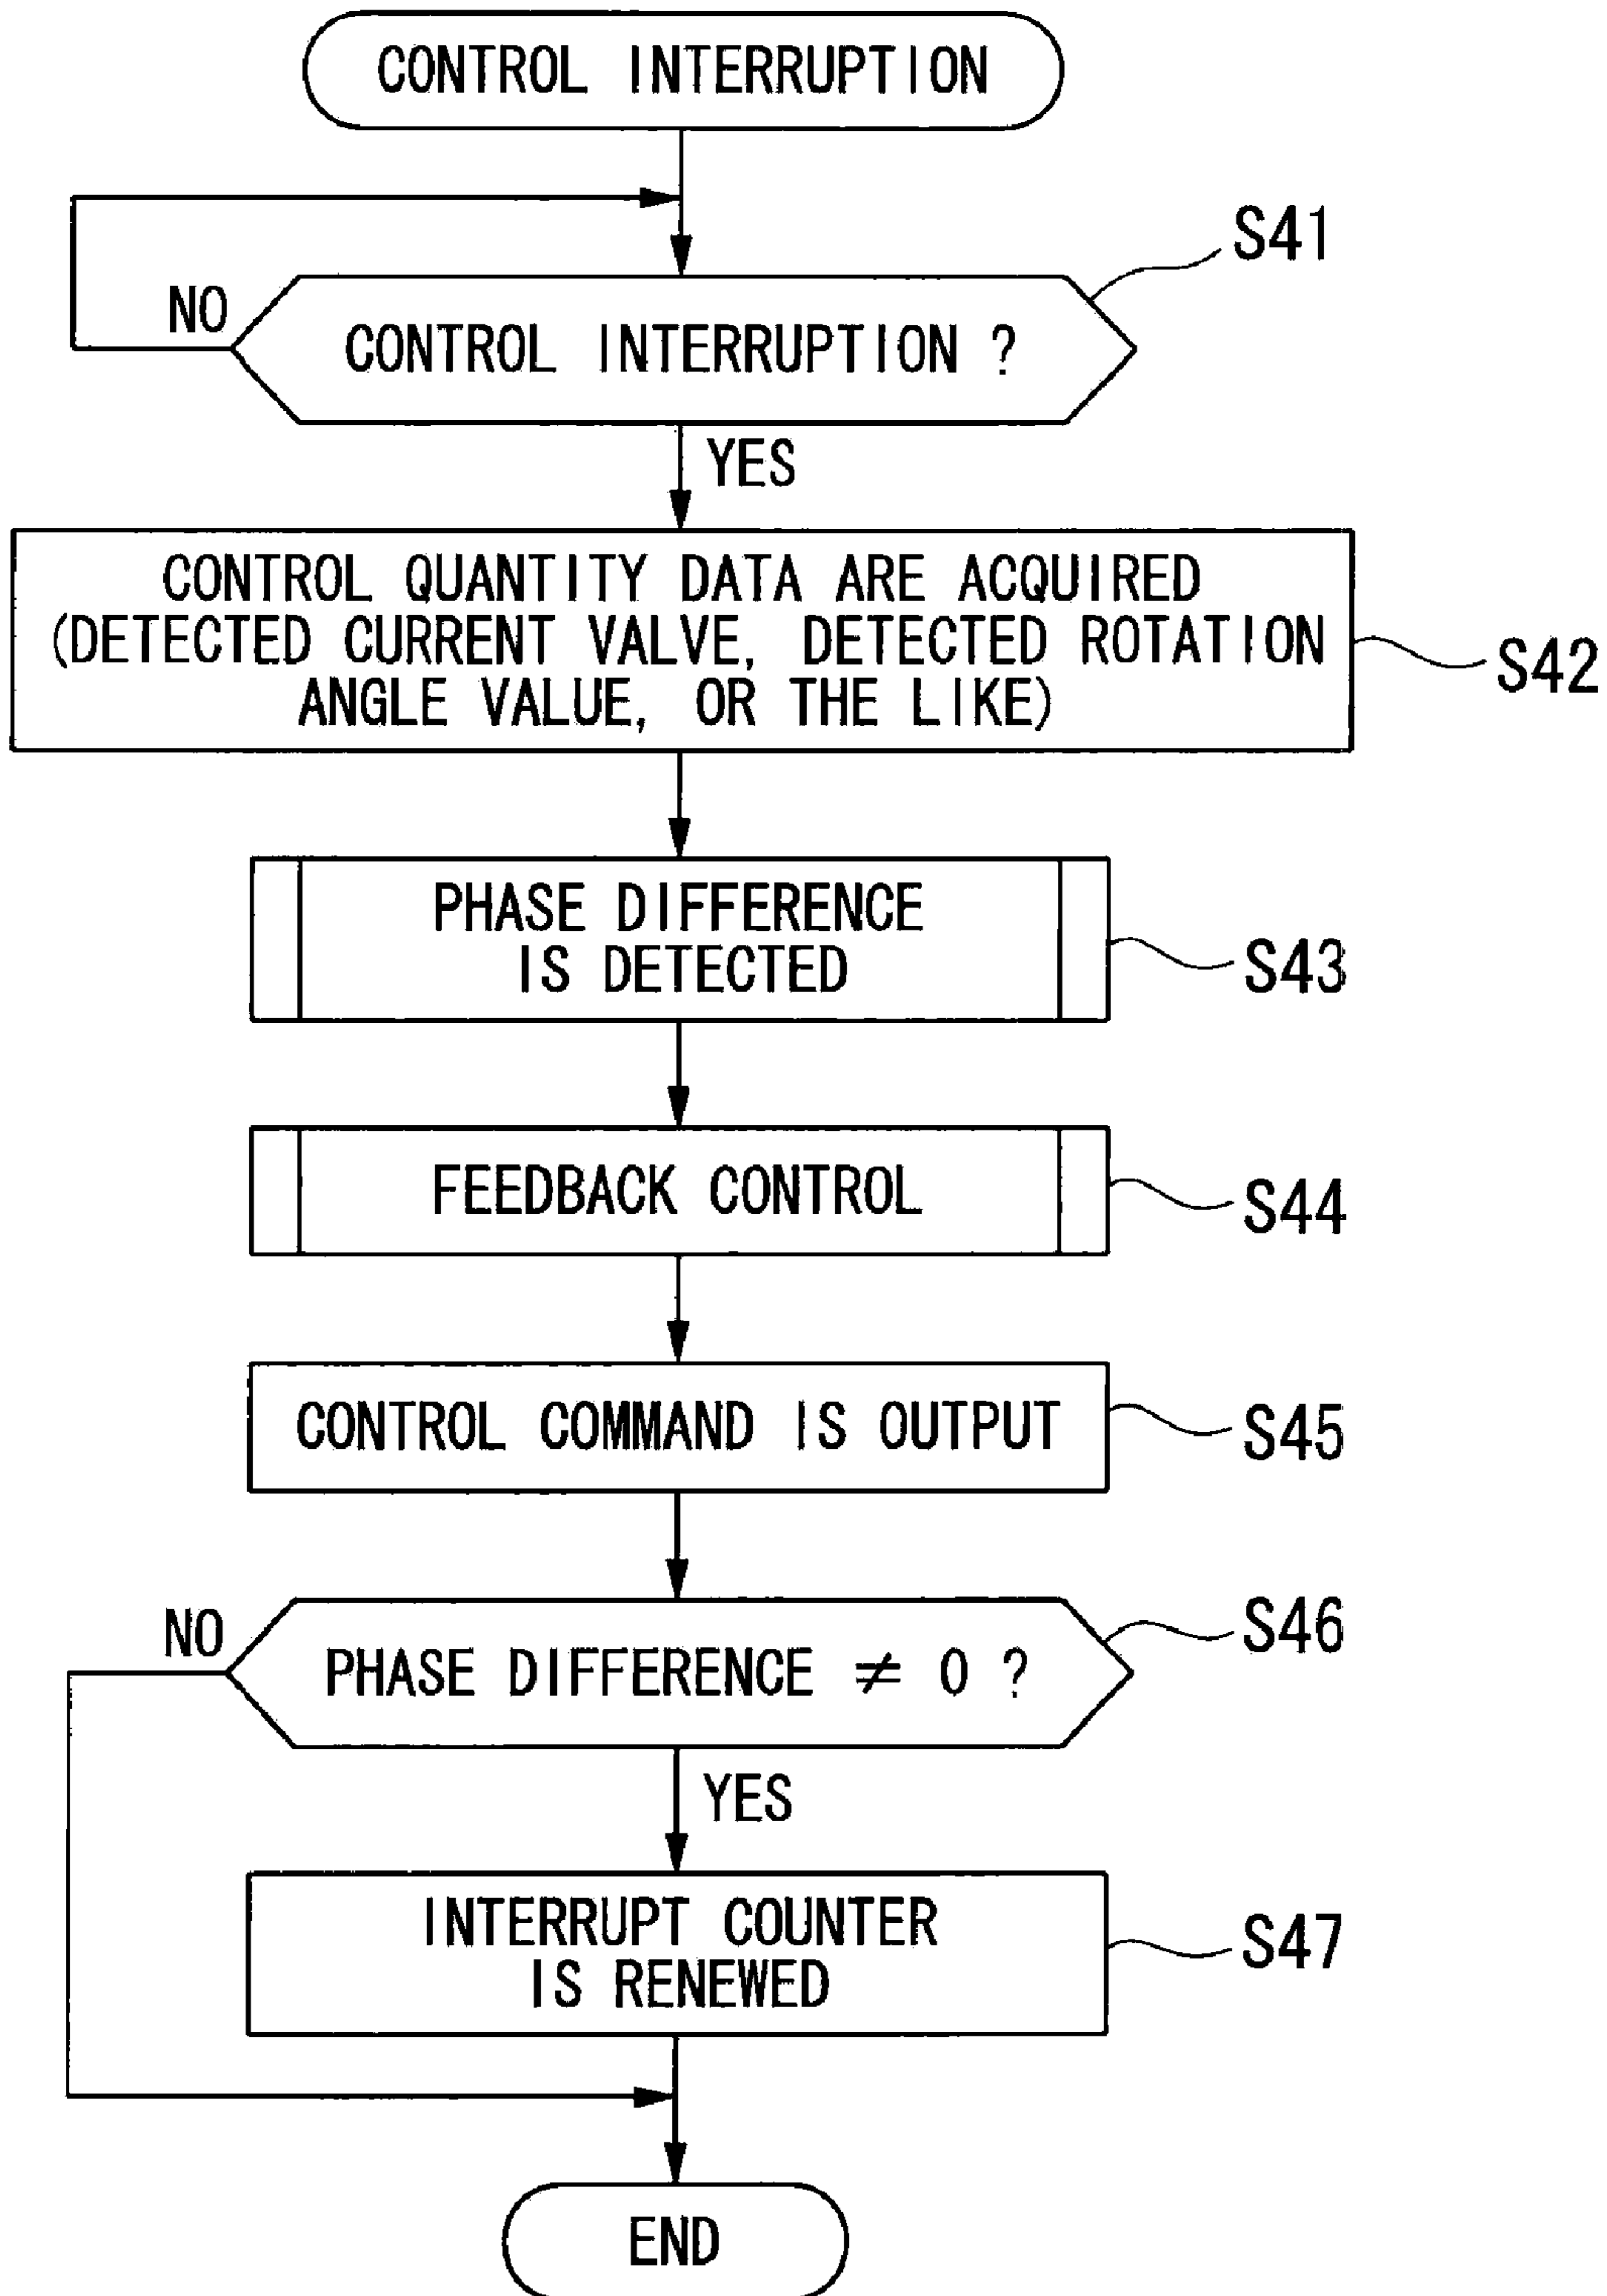 CONTROL INTERRUPTION
S41
NO
CONTROL INTERRUPTION ?
YES
CONTROL QUANTITY DATA ARE ACQUIRED
(DETECTED CURRENT VALVE, DETECTED ROTATION
ANGLE VALUE, OR THE LIKE)
S42
PHASE DIFFERENCE
IS DETECTED
S43
FEEDBACK CONTROL
S44
CONTROL COMMAND IS OUTPUT
S45
NO
PHASE DIFFERENCE ≠ 0 ?
S46
YES
INTERRUPT COUNTER
IS RENEWED
S47
END